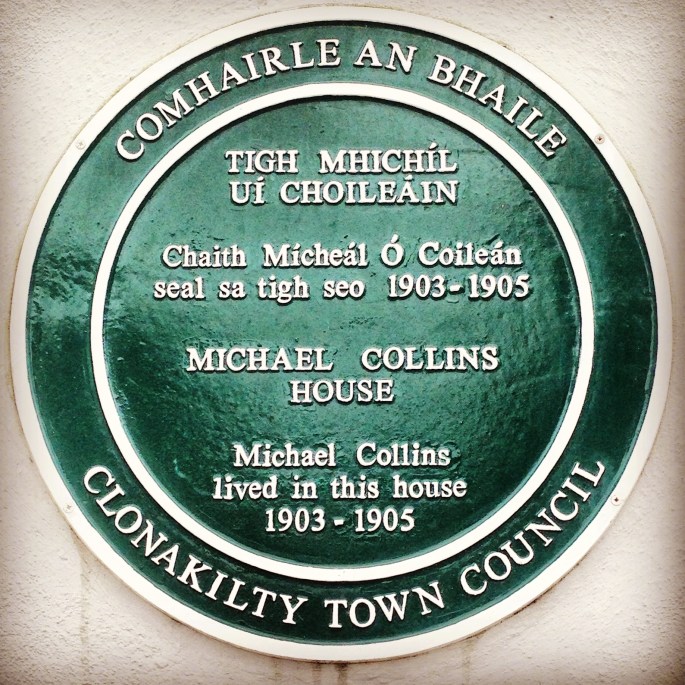 COMHAIRLE AN BHAILE
TIGH MHICHÍL
UÍ CHOILEÁIN
Chaith Mícheál Ó Coileán
seal sa tigh seo 1903-1905
MICHAEL COLLINS
HOUSE
Michael Collins
lived in this house
1903 - 1905
CLONAKILTY TOWN COUNCIL